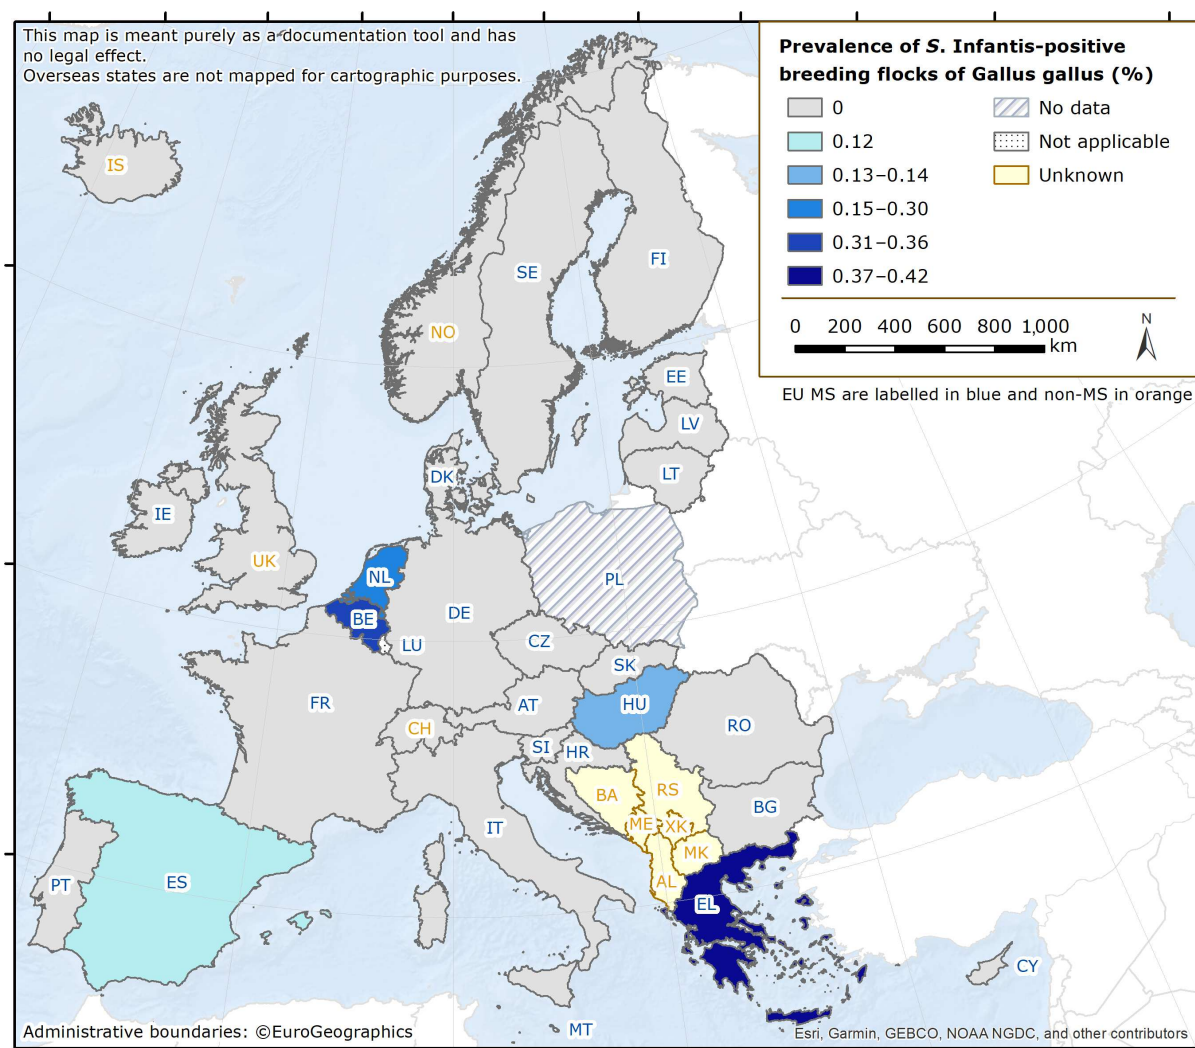 This map is meant purely as a documentation tool and has
no legal effect.
Overseas states are not mapped for cartographic purposes.
Prevalence of S. Infantis-positive
breeding flocks of Gallus gallus (%)
0
No data
0.12
Not applicable
0.13–0.14
Unknown
0.15–0.30
0.31–0.36
0.37–0.42
0 200 400 600 800 1,000
km
N
EU MS are labelled in blue and non-MS in orange
IS
SE
FI
NO
EE
LV
LT
DK
IE
UK
NL
PL
BE
DE
LU
CZ
SK
FR
AT
HU
CH
RO
SI
HR
BA
RS
BG
ME
XK
IT
MK
PT
ES
AL
EL
CY
MT
Administrative boundaries: ©EuroGeographics
Esri, Garmin, GEBCO, NOAA NGDC, and other contributors